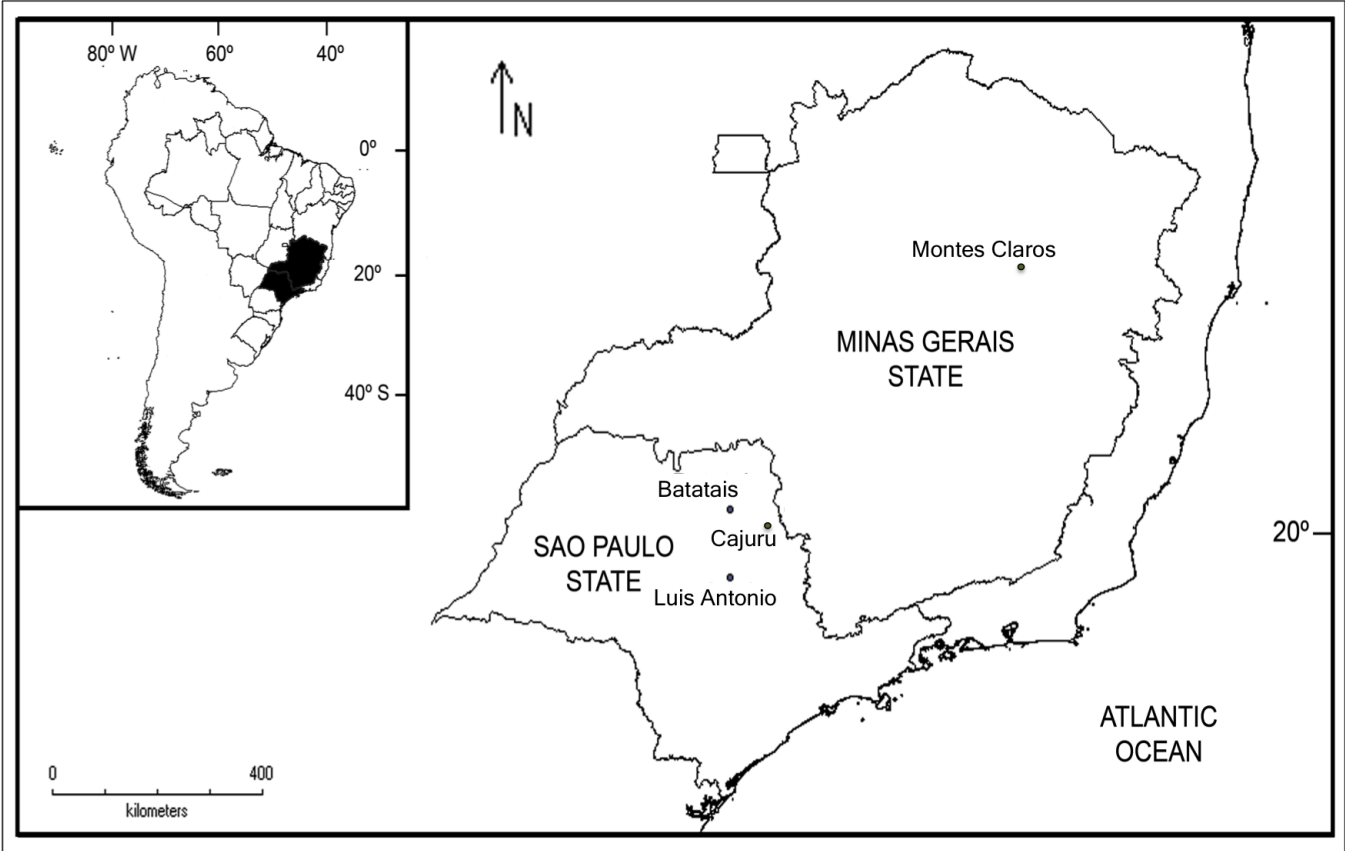 80º W 60º 40º
0º
20º
40º S
N
Montes Claros
MINAS GERAIS
STATE
Batatais
Cajuru
SAO PAULO
STATE
Luis Antonio
20º
ATLANTIC
OCEAN
0 400
kilometers